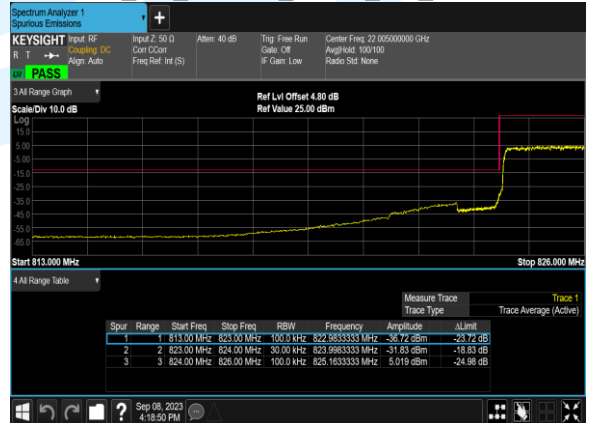 Spectrum Analyzer 1
Spurious Emissions
+
KEYSIGHT Input: RF Input Z: 50 Ω Atten: 40 dB Trig: Free Run Center Freq: 22.005000000 GHz
R T Coupling: DC Corr CCorr Gate: Off AvgHold: 100/100
Align: Auto Freq Ref: Int (S) IF Gain: Low Radio Std: None
PASS
3 All Range Graph Ref Lvl Offset 4.80 dB
Scale/Div 10.0 dB Ref Value 25.00 dBm
Log
15.0
5.00
-5.00
-15.0
-25.0
-35.0
-45.0
-55.0
-65.0
Start 813.000 MHz Stop 826.000 MHz
4 All Range Table
Measure Trace Trace 1
Trace Type Trace Average (Active)
Spur Range Start Freq Stop Freq RBW Frequency Amplitude ΔLimit
1 1 813.00 MHz 823.00 MHz 100.0 kHz 822.9833333 MHz -36.72 dBm -23.72 dB
2 2 823.00 MHz 824.00 MHz 30.00 kHz 823.9983333 MHz -31.83 dBm -18.83 dB
3 3 824.00 MHz 826.00 MHz 100.0 kHz 825.1633333 MHz 5.019 dBm -24.98 dB
? Sep 08, 2023
4:18:50 PM